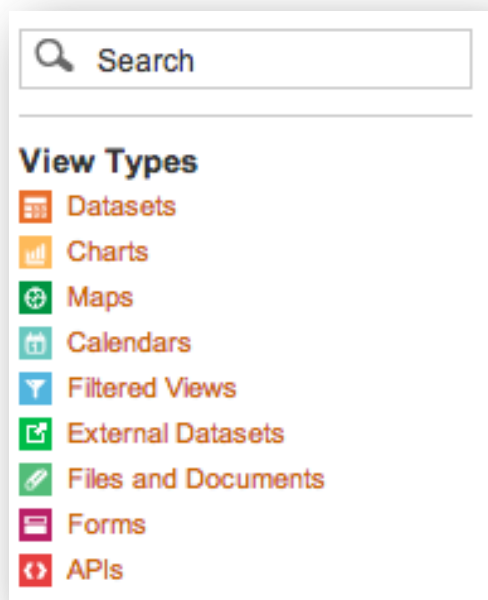 Search
View Types
Datasets
Charts
Maps
Calendars
Filtered Views
External Datasets
Files and Documents
Forms
APIs